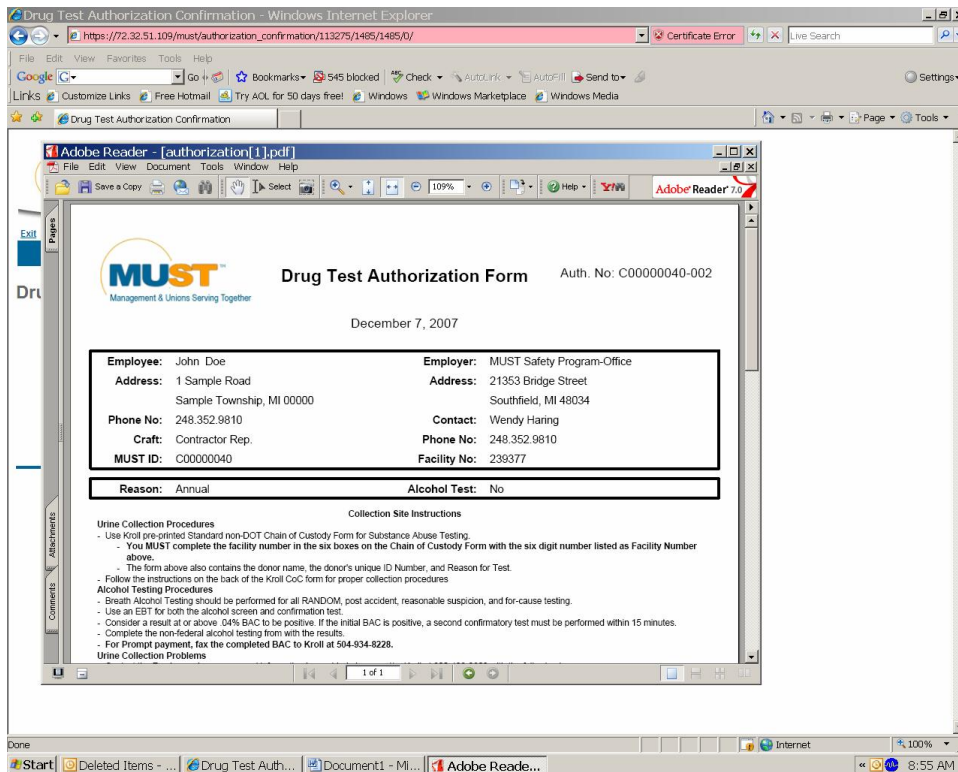 Drug Test Authorization Confirmation - Windows Internet Explorer
https://72.32.51.109/must/authorization_confirmation/113275/1485/1485/0/
Certificate Error
Live Search
File Edit View Favorites Tools Help
Google
Go
Bookmarks
545 blocked
Check
AutoLink
AutoFill
Send to
Settings
Links
Customize Links
Free Hotmail
Try AOL for 50 days free!
Windows
Windows Marketplace
Windows Media
Drug Test Authorization Confirmation
Page
Tools
Exit
Dru
Adobe Reader - [authorization[1].pdf]
File Edit View Document Tools Window Help
Save a Copy
Select
109%
Help
Adobe Reader 7.0
Pages
Attachments
Comments
MUST™
Management & Unions Serving Together
Drug Test Authorization Form
Auth. No: C00000040-002
December 7, 2007
Employee: John Doe Employer: MUST Safety Program-Office
Address: 1 Sample Road Address: 21353 Bridge Street
Sample Township, MI 00000 Southfield, MI 48034
Phone No: 248.352.9810 Contact: Wendy Haring
Craft: Contractor Rep. Phone No: 248.352.9810
MUST ID: C00000040 Facility No: 239377
Reason: Annual Alcohol Test: No
Collection Site Instructions
Urine Collection Procedures
- Use Kroll pre-printed Standard non-DOT Chain of Custody Form for Substance Abuse Testing.
- You MUST complete the facility number in the six boxes on the Chain of Custody Form with the six digit number listed as Facility Number
above.
- The form above also contains the donor name, the donor's unique ID Number, and Reason for Test.
- Follow the instructions on the back of the Kroll CoC form for proper collection procedures
Alcohol Testing Procedures
- Breath Alcohol Testing should be performed for all RANDOM, post accident, reasonable suspicion, and for-cause testing.
- Use an EBT for both the alcohol screen and confirmation test.
- Consider a result at or above .04% BAC to be positive. If the initial BAC is positive, a second confirmatory test must be performed within 15 minutes.
- Complete the non-federal alcohol testing from with the results.
- For Prompt payment, fax the completed BAC to Kroll at 504-934-8228.
Urine Collection Problems
1 of 1
Done
Internet
100%
Start
Deleted Items - ...
Drug Test Auth...
Document1 - Mi...
Adobe Reade...
8:55 AM